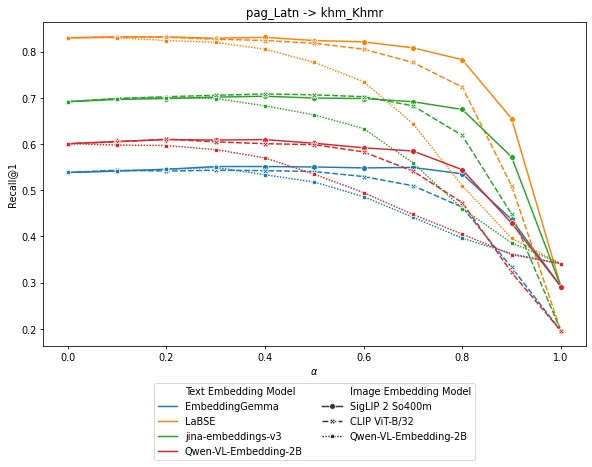 pag_Latn -> khm_Khmr
Recall@1
0.8
0.7
0.6
0.5
0.4
0.3
0.2
0.0 0.2 0.4 0.6 0.8 1.0
α
Text Embedding Model Image Embedding Model
EmbeddingGemma SigLIP 2 So400m
LaBSE CLIP ViT-B/32
jina-embeddings-v3 Qwen-VL-Embedding-2B
Qwen-VL-Embedding-2B